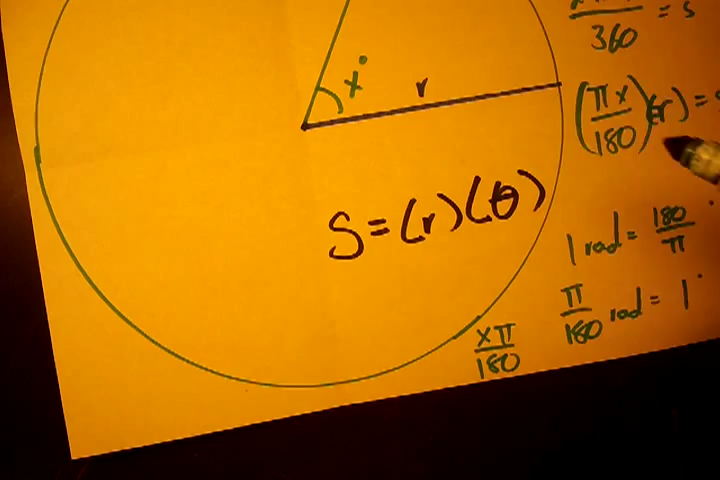 /360 = s
x°
r
(πx/180)(r) =
S = (r)(θ)
1 rad = 180/π °
π/180 rad = 1°
xπ/180